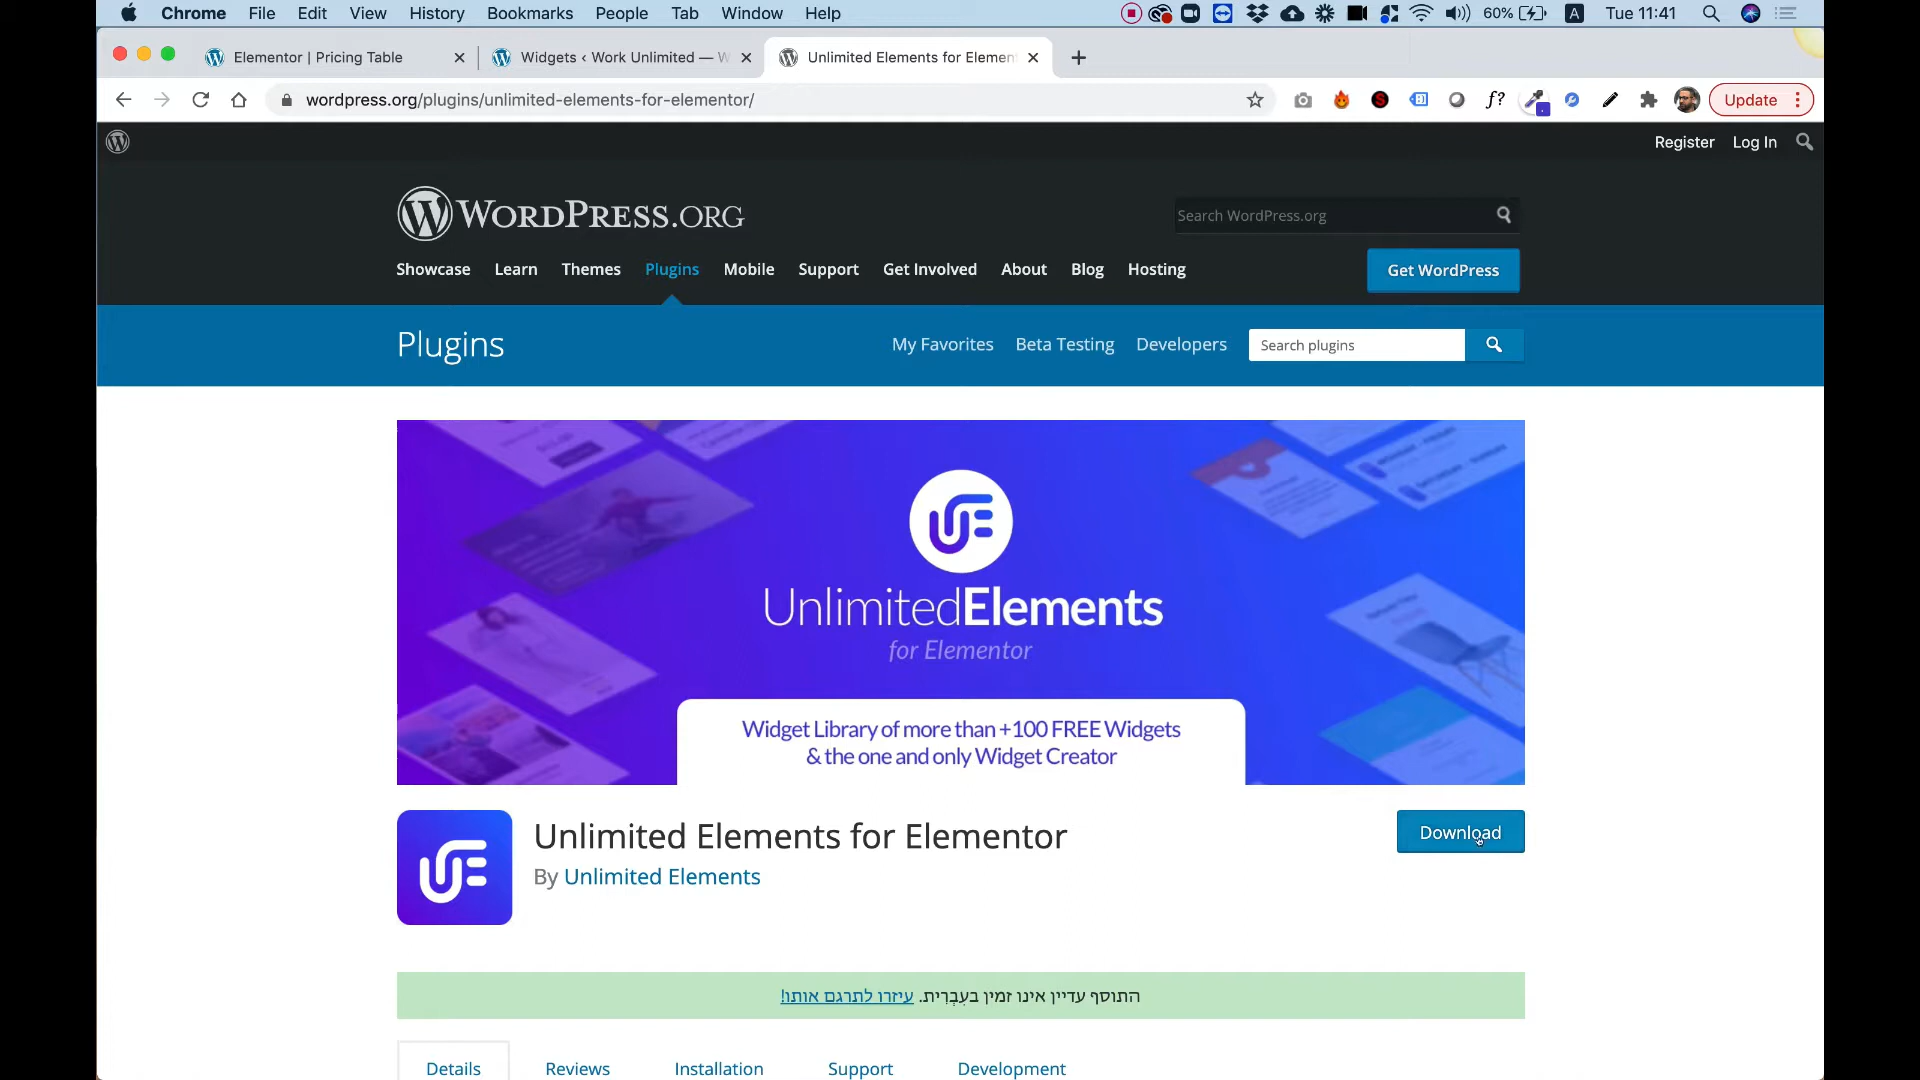 Chrome File Edit View History Bookmarks People Tab Window Help
60% A Tue 11:41
Elementor | Pricing Table
Widgets ‹ Work Unlimited — W
Unlimited Elements for Elemen
wordpress.org/plugins/unlimited-elements-for-elementor/
f?
Update
Register Log In
WORDPRESS.ORG
Search WordPress.org
Showcase Learn Themes Plugins Mobile Support Get Involved About Blog Hosting
Get WordPress
Plugins
My Favorites Beta Testing Developers
Search plugins
UnlimitedElements
for Elementor
Widget Library of more than +100 FREE Widgets
& the one and only Widget Creator
Unlimited Elements for Elementor
Download
By Unlimited Elements
התוסף עדיין אינו זמין בעִבְרִית. עיזרו לתרגם אותו!
Details Reviews Installation Support Development